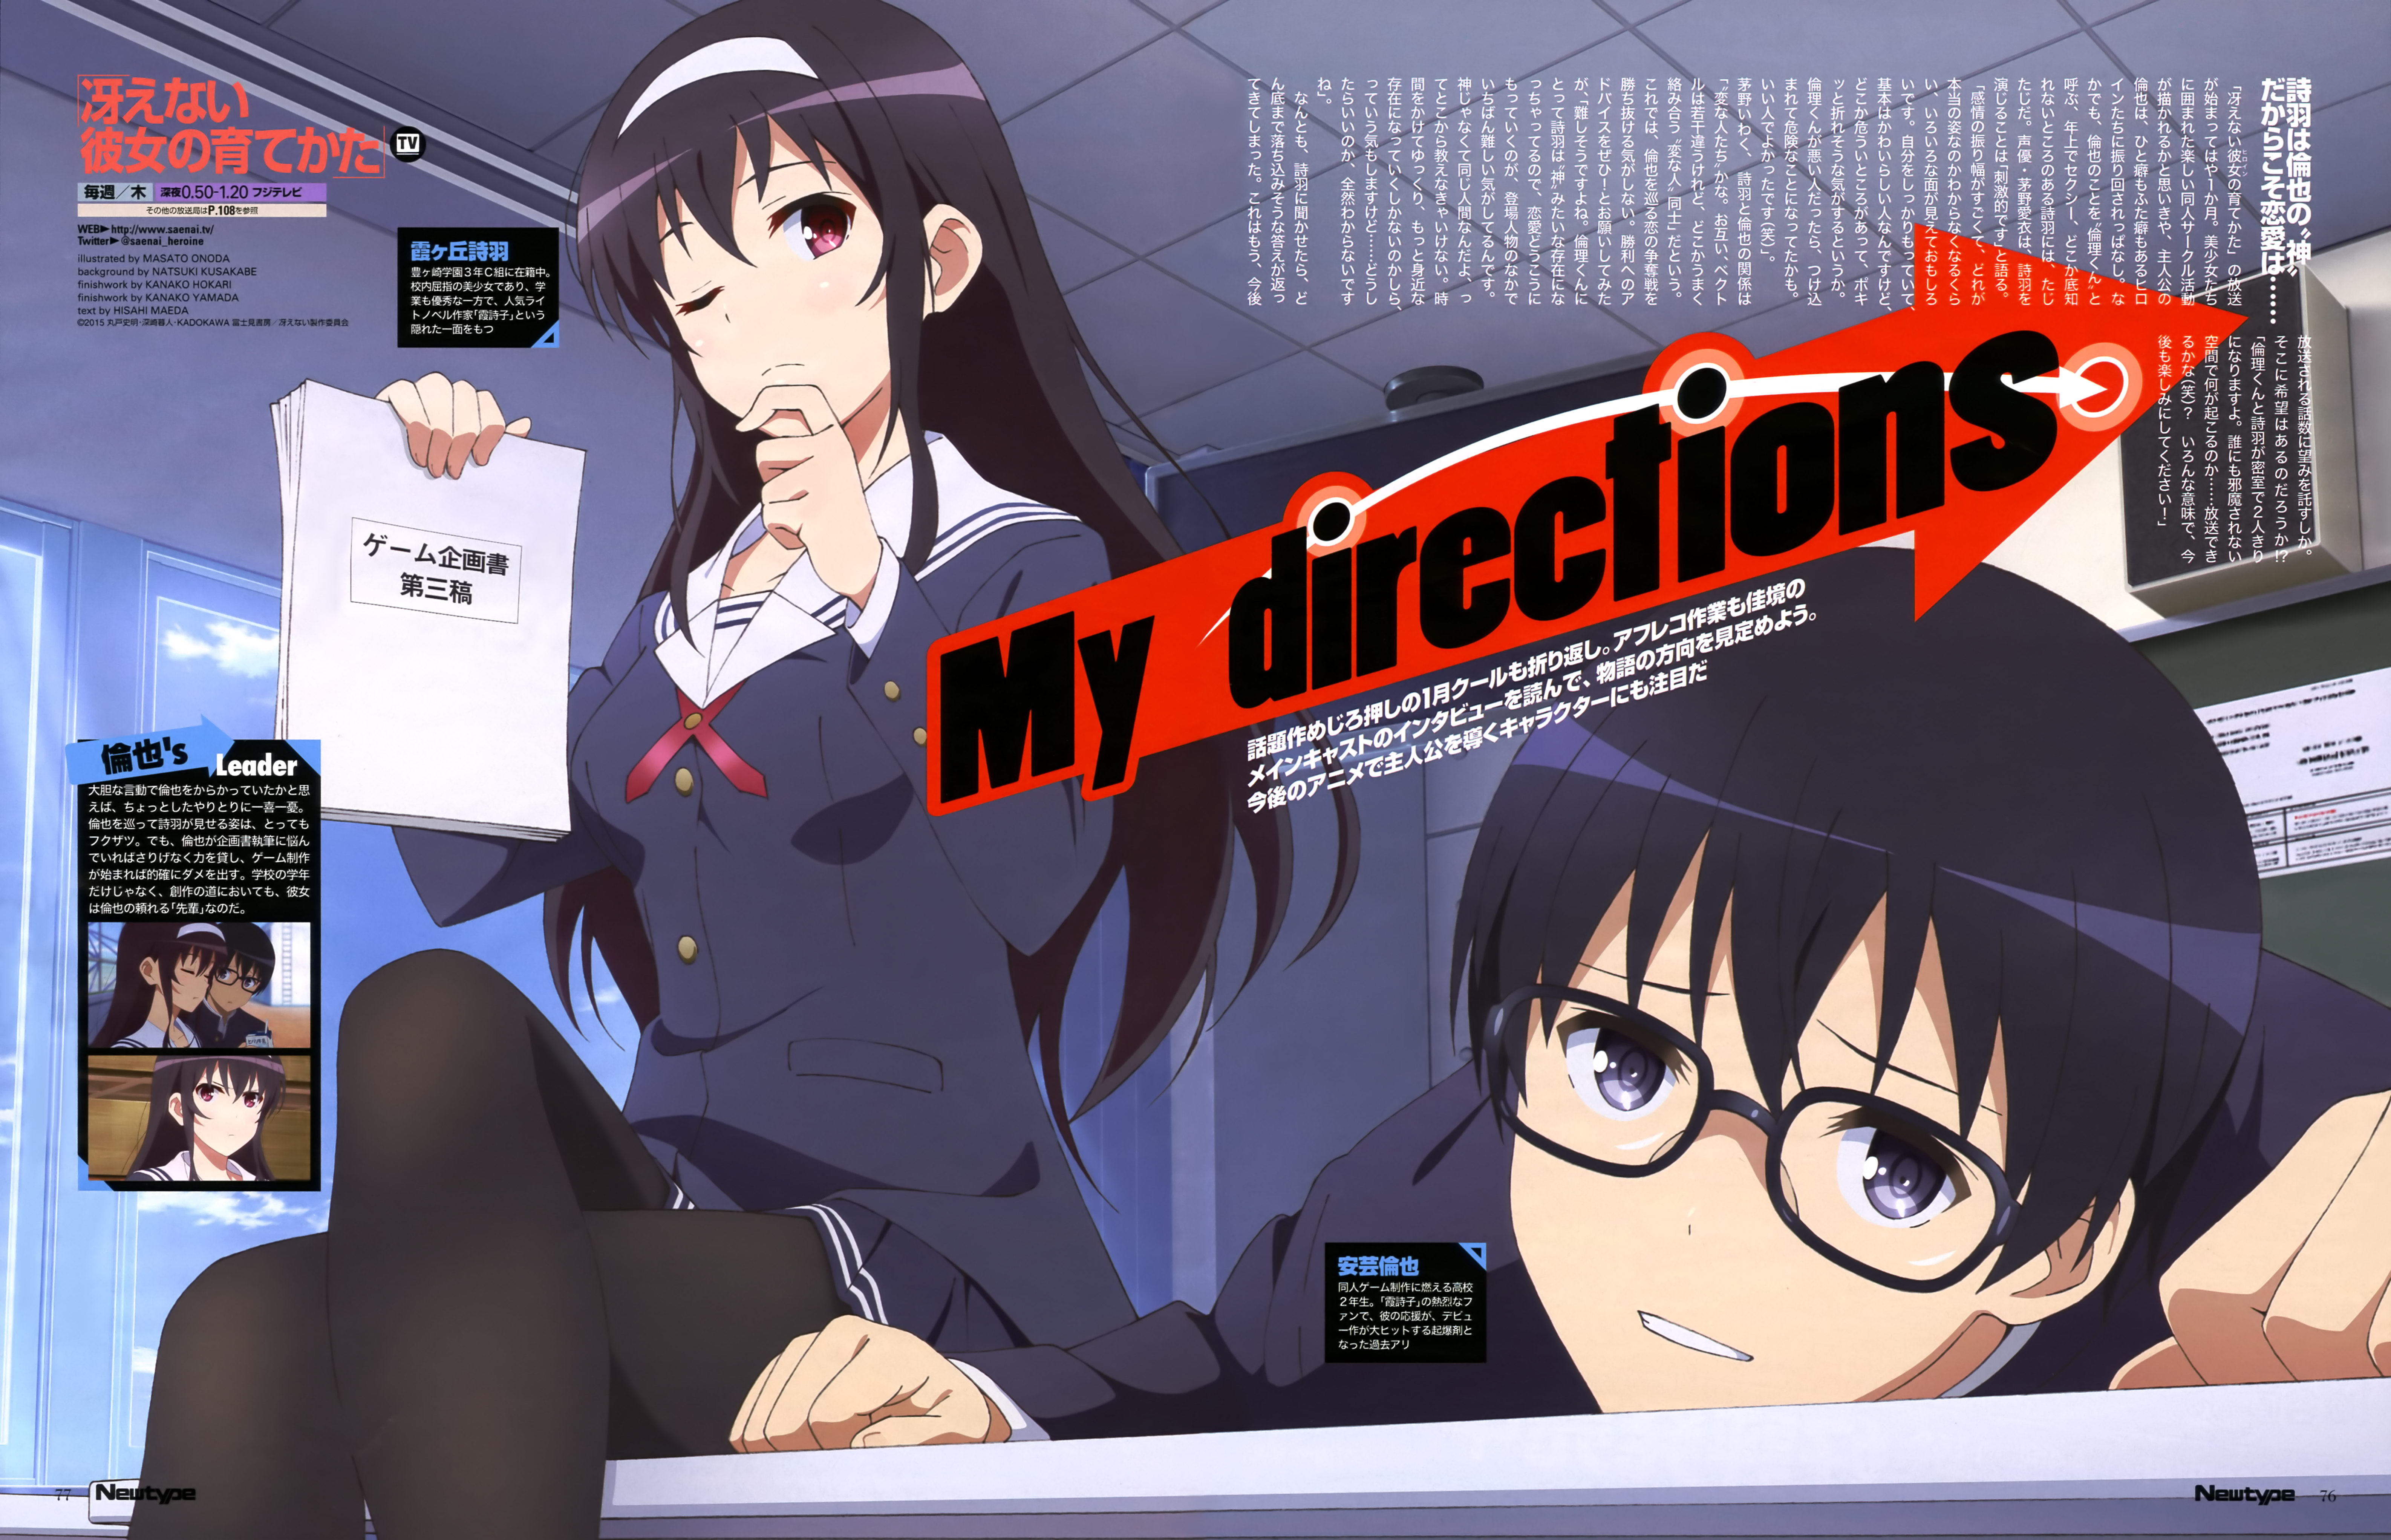 冴えない
彼女の育てかた
TV
毎週／木 深夜0.50-1.20 フジテレビ
その他の放送局はP.108を参照
WEB▶http://www.saenai.tv/
Twitter▶@saenai_heroine
illustrated by MASATO ONODA
background by NATSUKI KUSAKABE
finishwork by KANAKO HOKARI
finishwork by KANAKO YAMADA
text by HISAHI MAEDA
©2015 丸戸史明・深崎暮人・KADOKAWA 富士見書房／冴えない製作委員会
霞ヶ丘詩羽
豊ヶ崎学園3年C組に在籍中。
校内屈指の美少女であり、学
業も優秀な一方で、人気ライ
トノベル作家「霞詩子」という
隠れた一面をもつ
ゲーム企画書
第三稿
倫也's
Leader
大胆な言動で倫也をからかっていたかと思
えば、ちょっとしたやりとりに一喜一憂。
倫也を巡って詩羽が見せる姿は、とっても
フクザツ。でも、倫也が企画書執筆に悩ん
でいればさりげなく力を貸し、ゲーム制作
が始まれば的確にダメを出す。学校の学年
だけじゃなく、創作の道においても、彼女
は倫也の頼れる「先輩」なのだ。
My directions
話題作めじろ押しの1月クールも折り返し。アフレコ作業も佳境の
メインキャストのインタビューを読んで、物語の方向を見定めよう。
今後のアニメで主人公を導くキャラクターにも注目だ
詩羽は倫也の〝神〟
だからこそ恋愛は……
「冴えない彼女の育てかた」の放送
ヒロイン
が始まってはや1か月。美少女たち
に囲まれた楽しい同人サークル活動
が描かれるかと思いきや、主人公の
倫也は、ひと癖もふた癖もあるヒロ
インたちに振り回されっぱなし。な
かでも、倫也のことを〝倫理くん〟と
呼ぶ、年上でセクシー、どこか底知
れないところのある詩羽には、たじ
たじだ。声優・茅野愛衣は、詩羽を
演じることは「刺激的です」と語る。
「感情の振り幅がすごくて、どれが
本当の姿なのかわからなくなるくら
い、いろいろな面が見えておもしろ
いです。自分をしっかりもっていて、
基本はかわいらしい人なんですけど、
どこか危ういところがあって、ポキ
ッと折れそうな気がするというか。
倫理くんが悪い人だったら、つけ込
まれて危険なことになってたかも。
いい人でよかったです(笑)」。
茅野いわく、詩羽と倫也の関係は
〝変な人たちかな。お互い、ベクト
ルは若干違うけれど、どこかうまく
絡み合う〝変な人〟同士」だという。
これでは、倫也を巡る恋の争奪戦を
勝ち抜ける気がしない。勝利へのア
ドバイスをぜひ！とお願いしてみた
が、「難しそうですよね。倫理くんに
とって詩羽は〝神〟みたいな存在にな
っちゃってるので、恋愛どうこうに
もっていくのが、登場人物のなかで
いちばん難しい気がしてるんです。
神じゃなくて同じ人間なんだよ、っ
てとこから教えなきゃいけない。時
間をかけてゆっくり、もっと身近な
存在になっていくしかないのかしら、
っていう気もしますけど……どうし
たらいいのか、全然わからないです
ね」。
なんとも、詩羽に聞かせたら、ど
ん底まで落ち込みそうな答えが返っ
てきてしまった。これはもう、今後
放送される話数に望みを託すしか。
そこに希望はあるのだろうか!?
「倫理くんと詩羽が密室で2人きり
になりますよ。誰にも邪魔されない
空間で何が起こるのか……放送でき
るかな(笑)？　いろんな意味で、今
後も楽しみにしてください！」
安芸倫也
同人ゲーム制作に燃える高校
2年生。「霞詩子」の熱烈なフ
ァンで、彼の応援が、デビュ
ー作が大ヒットする起爆剤と
なった過去アリ
77 Newtype
Newtype 76